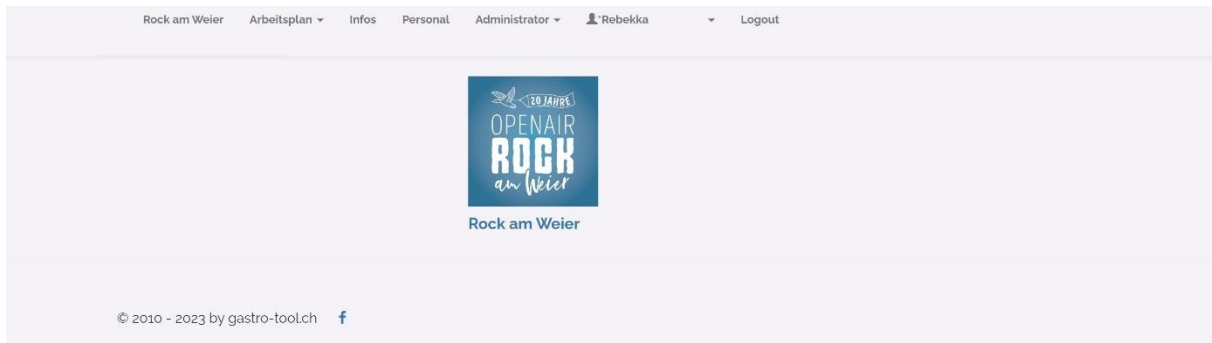 Rock am Weier Arbeitsplan Infos Personal Administrator *Rebekka Logout
20 JAHRE
OPENAIR
ROCK
am Weier
Rock am Weier
© 2010 - 2023 by gastro-tool.ch f